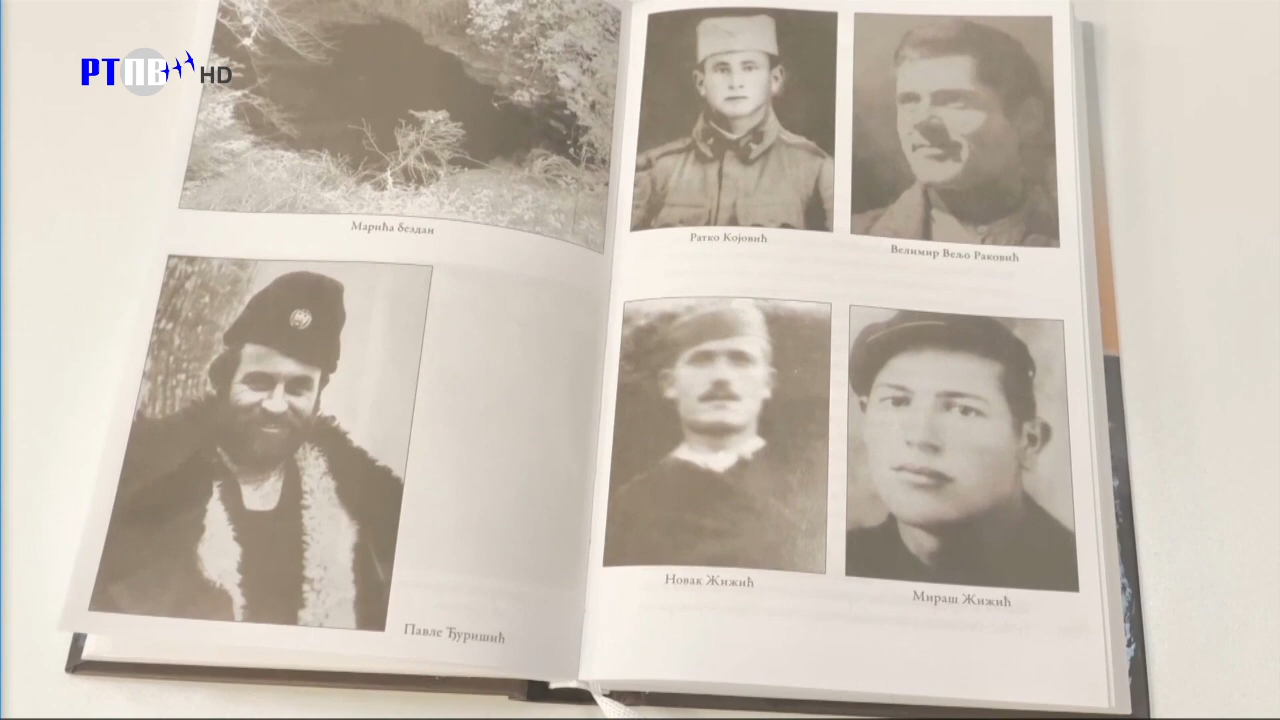 РТПВ HD
Марића бездан
Павле Ђуришић
Ратко Којовић
Велимир Вељо Раковић
Новак Жижић
Мираш Жижић